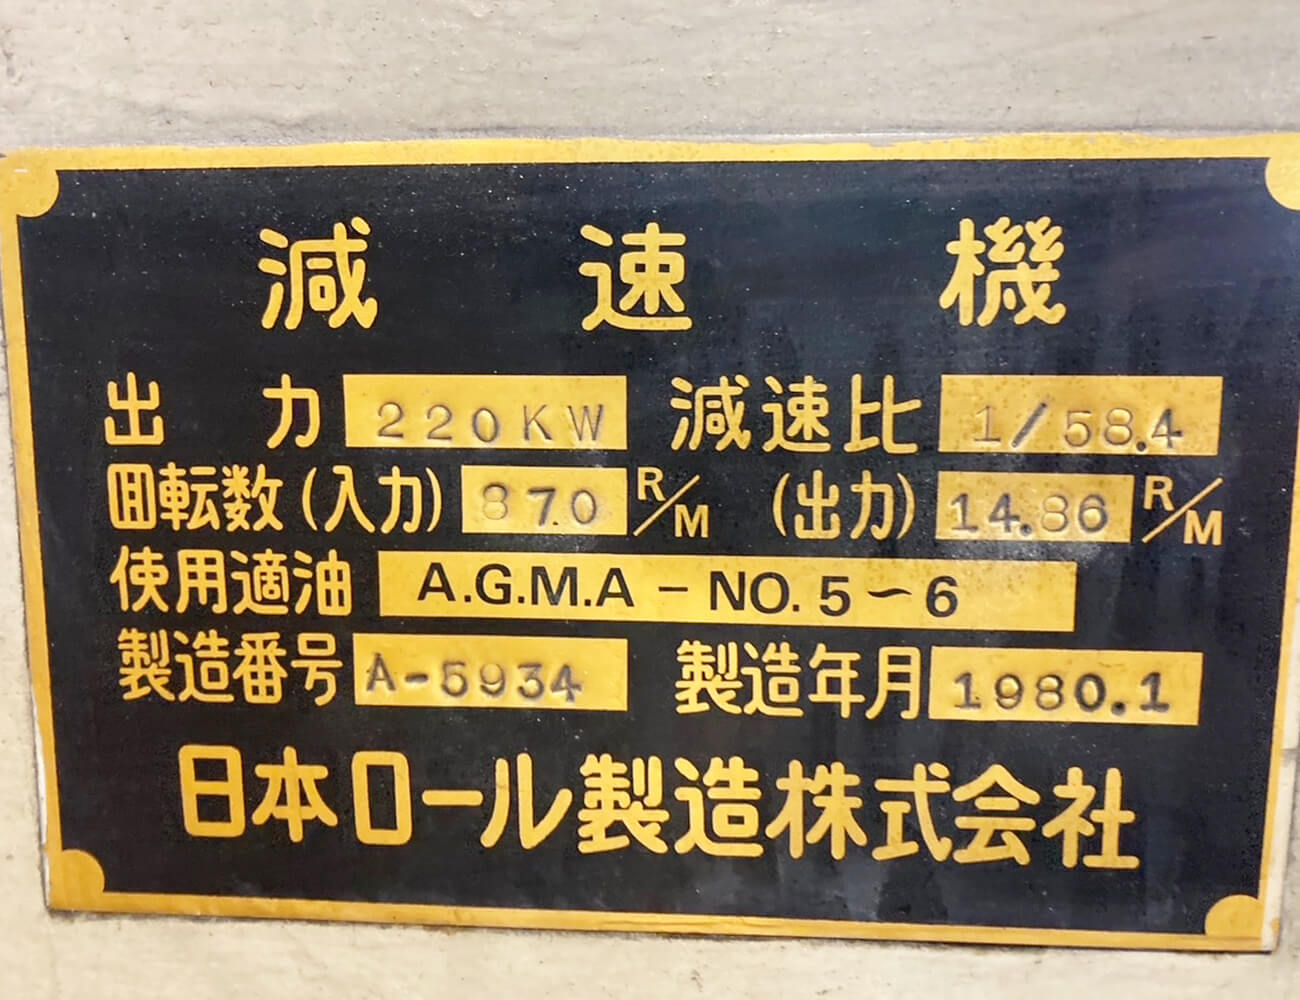 減速機
出力 220KW 減速比 1/58.4
回転数(入力) 870 R/M (出力) 14.86 R/M
使用適油 A.G.M.A - NO. 5~6
製造番号 A-5934 製造年月 1980.1
日本ロール製造株式会社